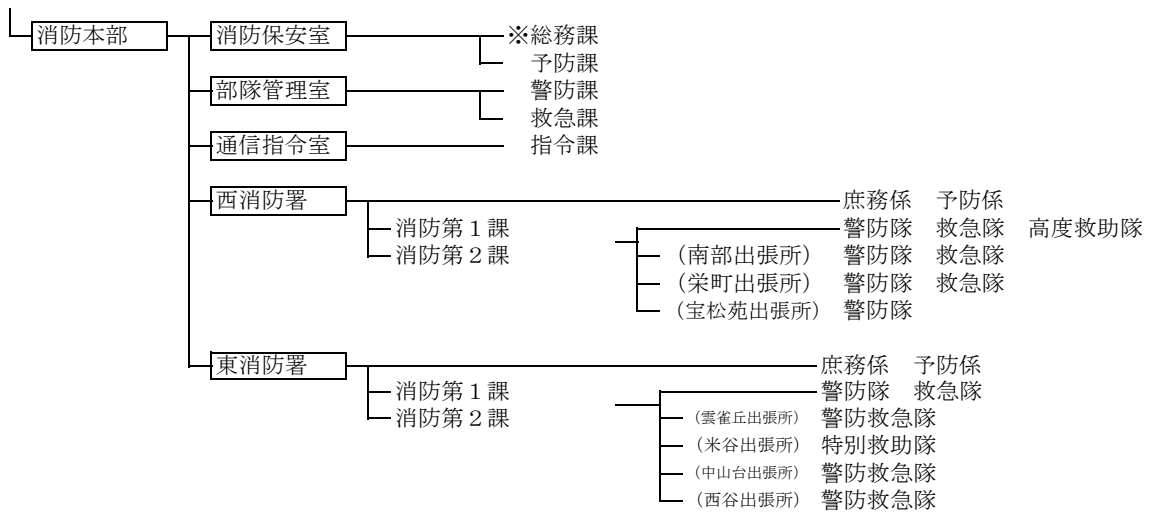 消防本部 消防保安室 ※総務課
予防課
部隊管理室 警防課
救急課
通信指令室 指令課
西消防署 庶務係 予防係
消防第１課 警防隊 救急隊 高度救助隊
消防第２課 （南部出張所） 警防隊 救急隊
（栄町出張所） 警防隊 救急隊
（宝松苑出張所） 警防隊
東消防署 庶務係 予防係
消防第１課 警防隊 救急隊
消防第２課 （雲雀丘出張所） 警防救急隊
（米谷出張所） 特別救助隊
（中山台出張所） 警防救急隊
（西谷出張所） 警防救急隊